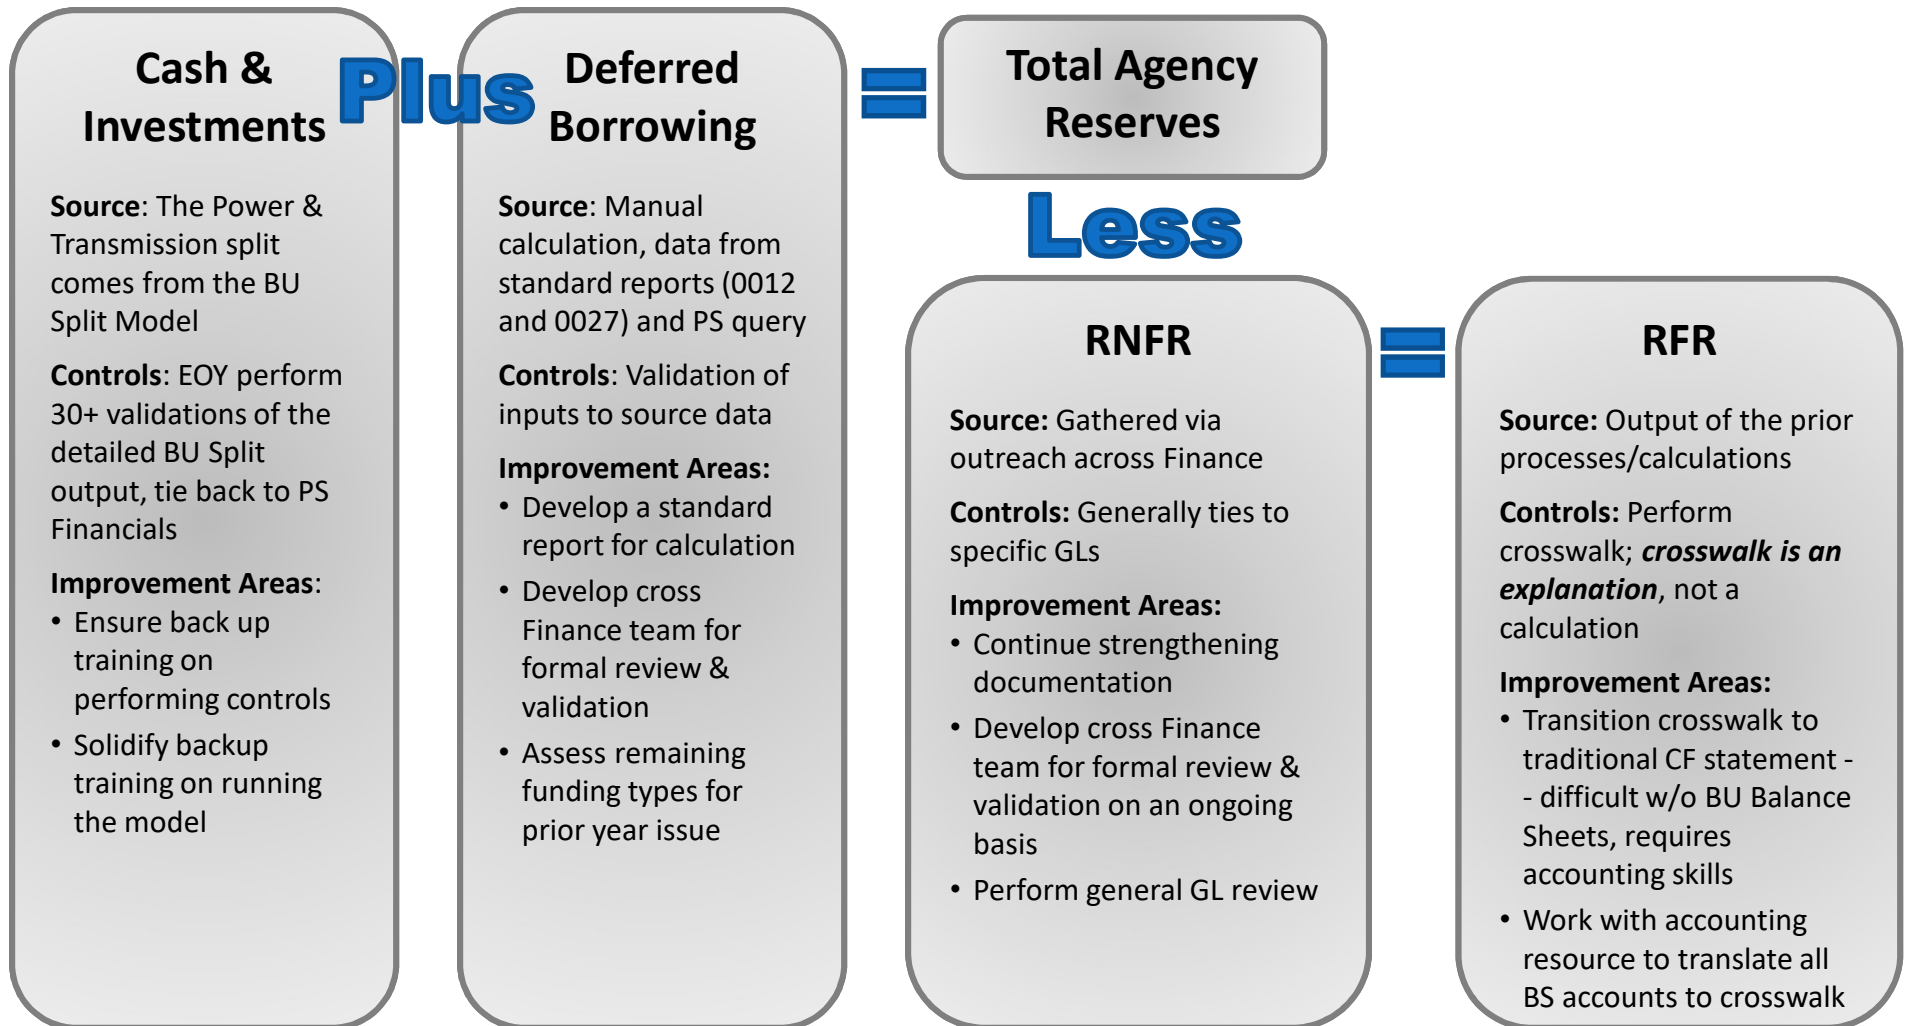 Cash &
Investments
Plus
Deferred
Borrowing
=
Total Agency
Reserves
Less
Source: The Power &
Transmission split
comes from the BU
Split Model
Controls: EOY perform
30+ validations of the
detailed BU Split
output, tie back to PS
Financials
Improvement Areas:
• Ensure back up
training on
performing controls
• Solidify backup
training on running
the model
Source: Manual
calculation, data from
standard reports (0012
and 0027) and PS query
Controls: Validation of
inputs to source data
Improvement Areas:
• Develop a standard
report for calculation
• Develop cross
Finance team for
formal review &
validation
• Assess remaining
funding types for
prior year issue
RNFR
Source: Gathered via
outreach across Finance
Controls: Generally ties to
specific GLs
Improvement Areas:
• Continue strengthening
documentation
• Develop cross Finance
team for formal review &
validation on an ongoing
basis
• Perform general GL review
=
RFR
Source: Output of the prior
processes/calculations
Controls: Perform
crosswalk; crosswalk is an
explanation, not a
calculation
Improvement Areas:
• Transition crosswalk to
traditional CF statement -
- difficult w/o BU Balance
Sheets, requires
accounting skills
• Work with accounting
resource to translate all
BS accounts to crosswalk